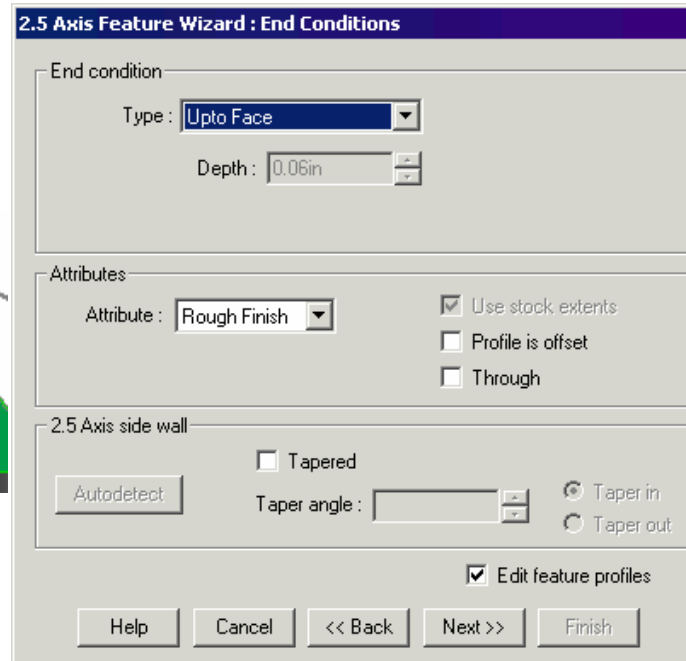 2.5 Axis Feature Wizard : End Conditions
End condition
Type : Upto Face
Depth : 0.06in
Attributes
Attribute : Rough Finish
Use stock extents
Profile is offset
Through
2.5 Axis side wall
Tapered
Autodetect
Taper angle :
Taper in
Taper out
Edit feature profiles
Help Cancel << Back Next >> Finish